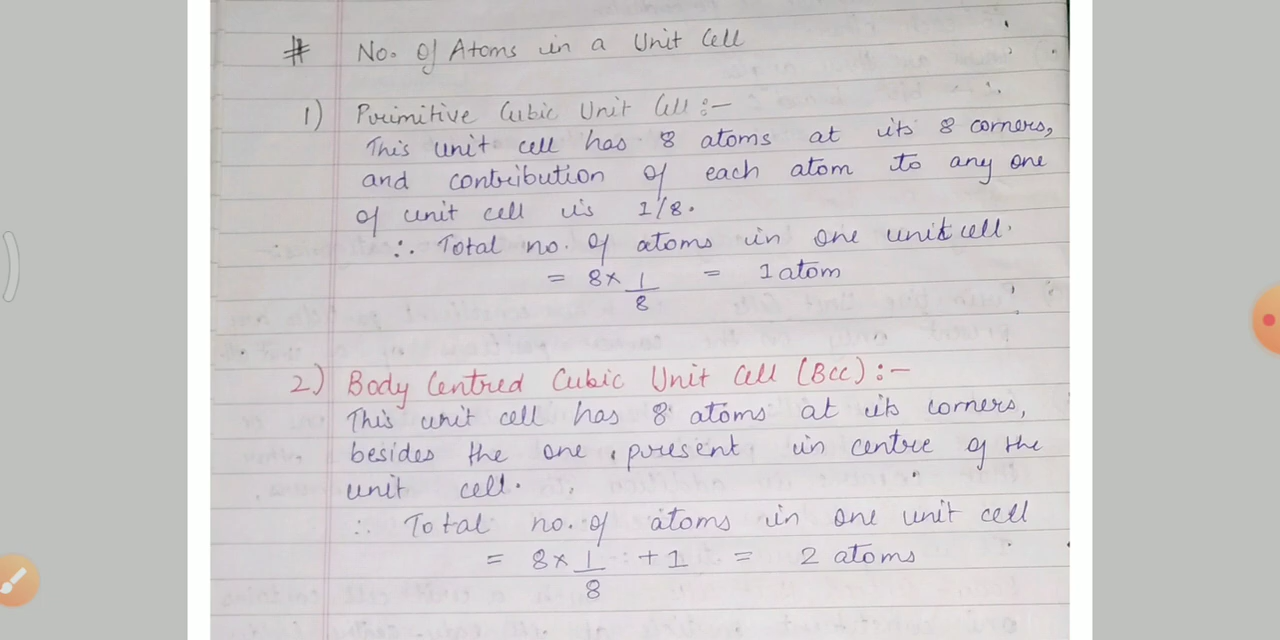 # No. Of Atoms in a Unit Cell
1) Primitive Cubic Unit Cell :-
This unit cell has 8 atoms at its 8 corners,
and contribution of each atom to any one
of unit cell is 1/8.
∴ Total no. of atoms in one unit cell.
= 8 × 1/8 = 1 atom
2) Body Centred Cubic Unit Cell (BCC) :-
This unit cell has 8 atoms at its corners,
besides the one present in centre of the
unit cell.
∴ Total no. of atoms in one unit cell
= 8 × 1/8 + 1 = 2 atoms